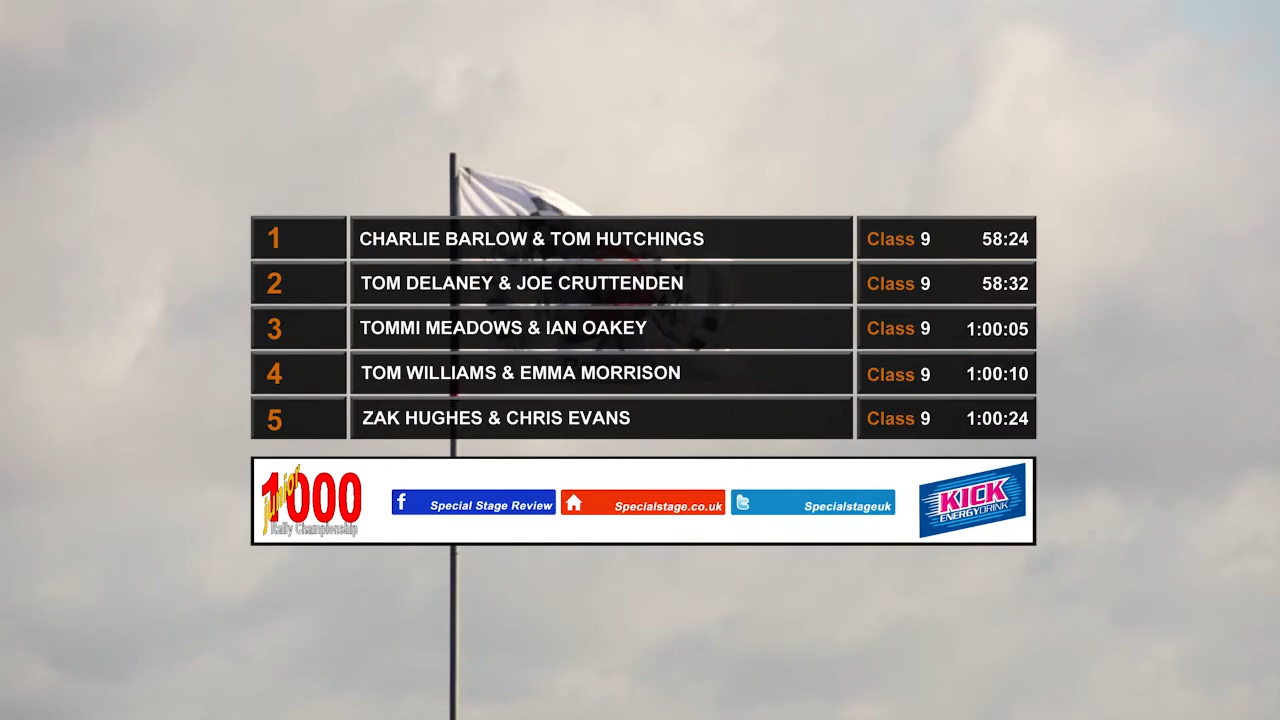 1 CHARLIE BARLOW & TOM HUTCHINGS Class 9 58:24
2 TOM DELANEY & JOE CRUTTENDEN Class 9 58:32
3 TOMMI MEADOWS & IAN OAKEY Class 9 1:00:05
4 TOM WILLIAMS & EMMA MORRISON Class 9 1:00:10
5 ZAK HUGHES & CHRIS EVANS Class 9 1:00:24
Junior 1000
Rally Championship
Special Stage Review
Specialstage.co.uk
Specialstageuk
KICK
ENERGYDRINK